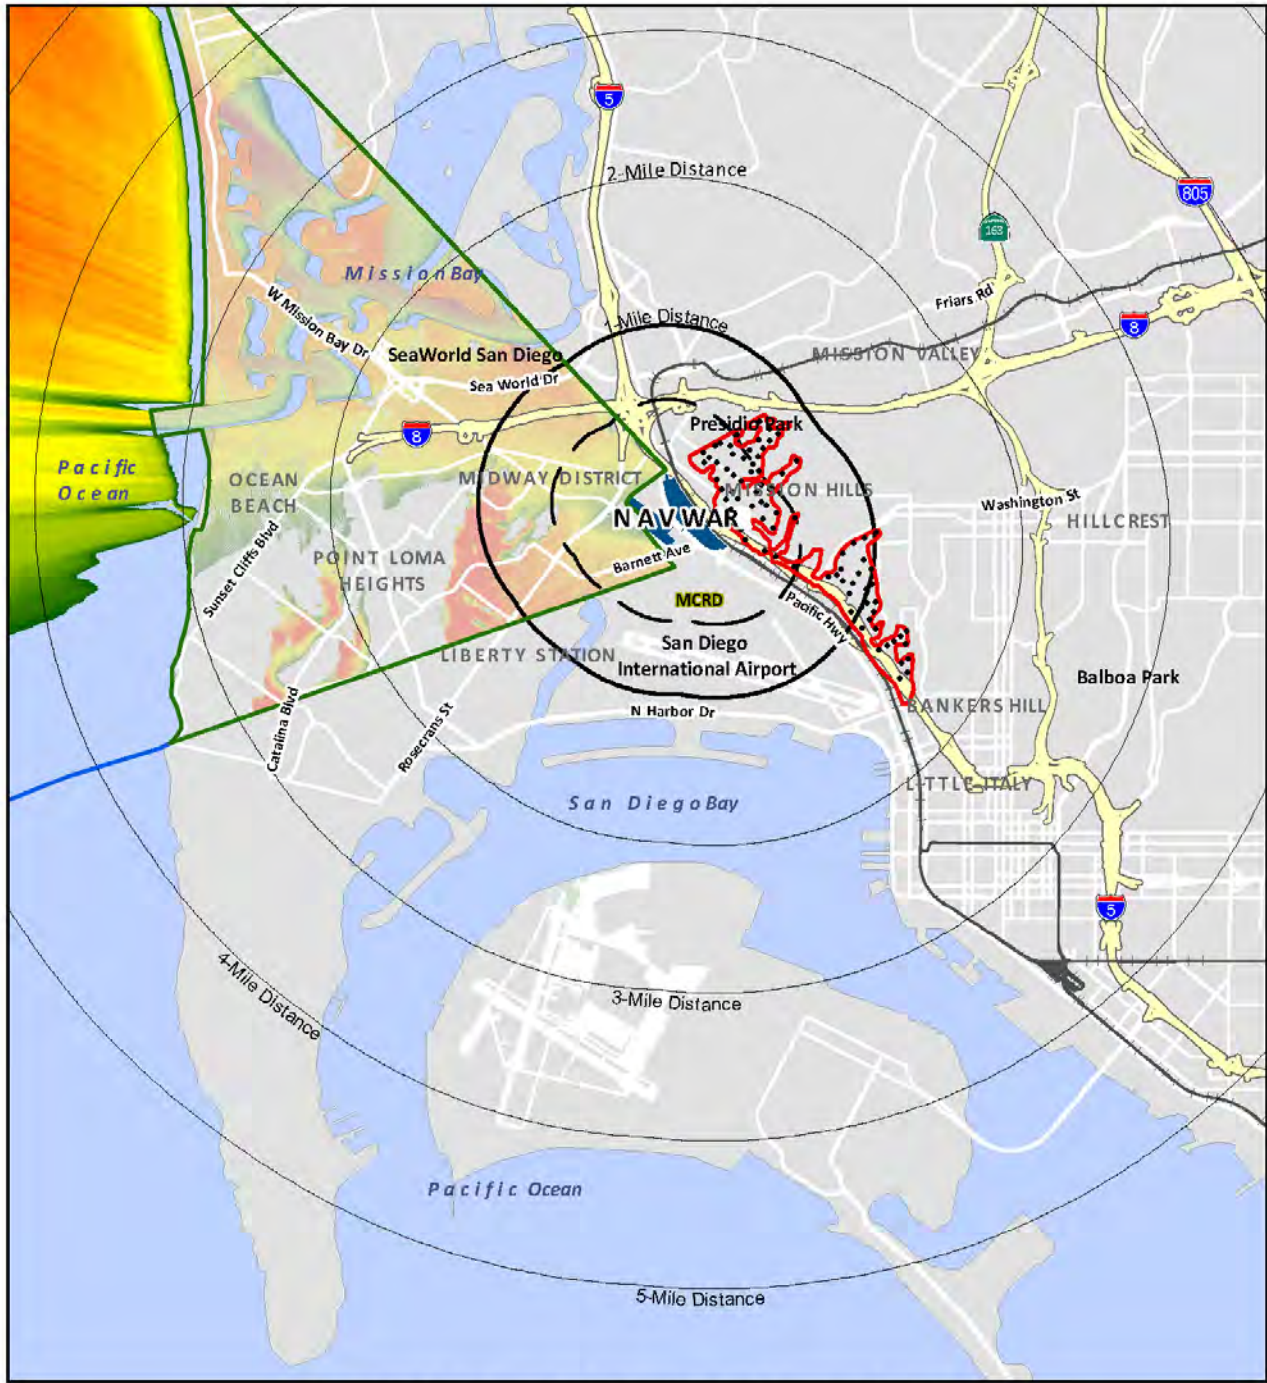 5
2-Mile Distance
805
163
Mission Bay
Friars Rd
W Mission Bay Dr
1-Mile Distance
8
SeaWorld San Diego
MISSION VALLEY
Sea World Dr
Presidio Park
8
Pacific
Ocean
OCEAN
BEACH
MIDWAY DISTRICT
MISSION HILLS
Washington St
HILLCREST
NAVWAR
Sunset Cliffs Blvd
POINT LOMA
HEIGHTS
Barnett Ave
MCRD
Pacific Hwy
San Diego
International Airport
LIBERTY STATION
Balboa Park
BANKERS HILL
N Harbor Dr
Catalina Blvd
Rosecrans St
LITTLE ITALY
San Diego Bay
5
4-Mile Distance
3-Mile Distance
Pacific Ocean
5-Mile Distance